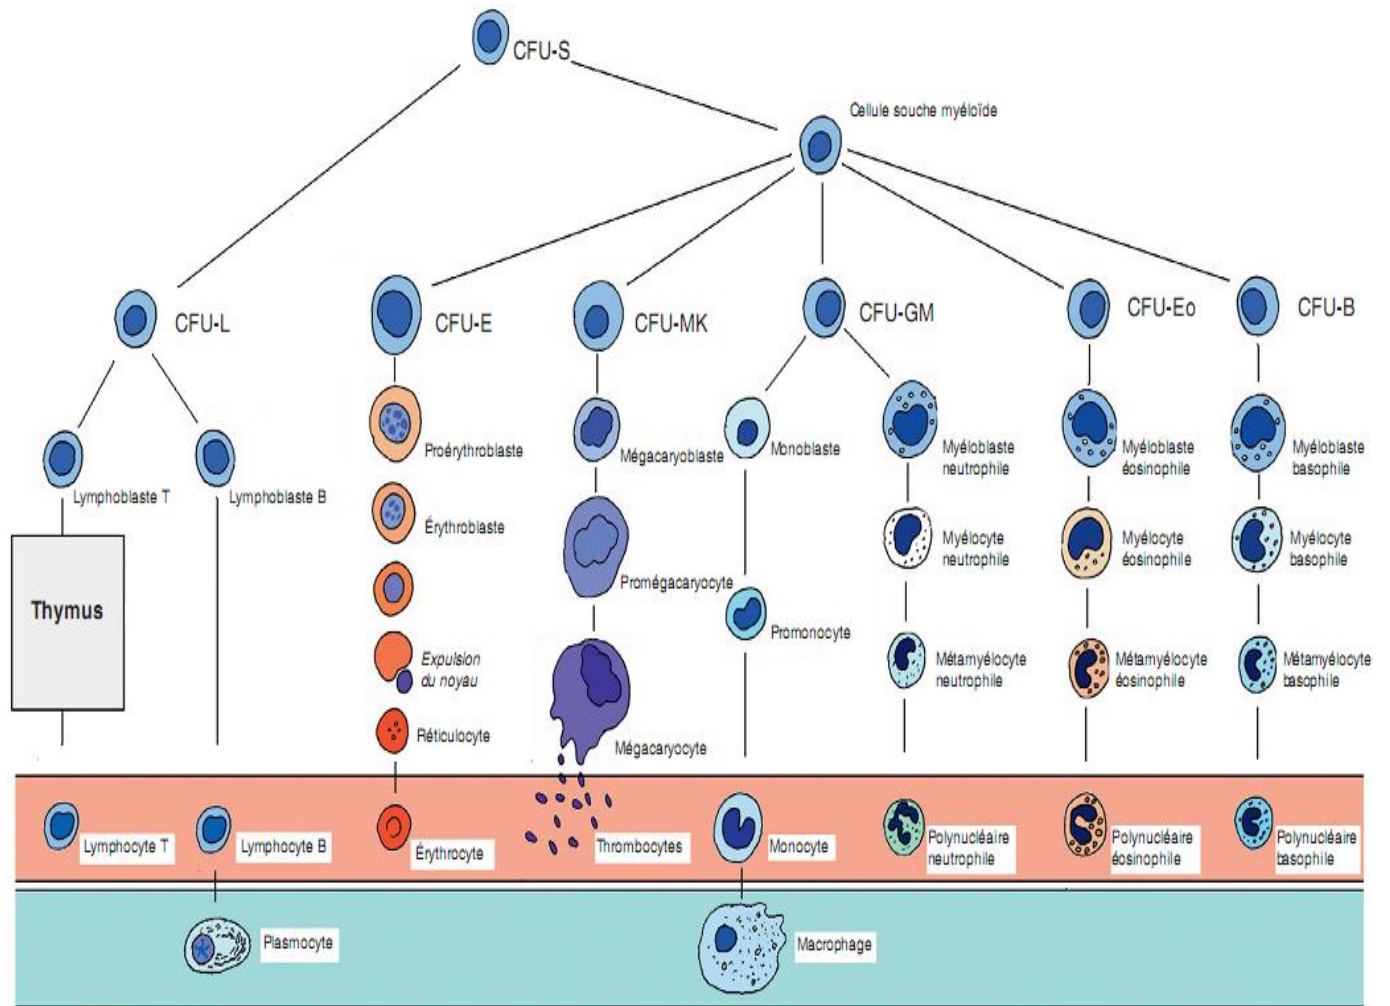 CFU-S
Cellule souche myéloïde
CFU-L
CFU-E
CFU-MK
CFU-GM
CFU-Eo
CFU-B
Lymphoblaste T
Lymphoblaste B
Proérythroblaste
Mégacaryoblaste
Monoblaste
Myéloblaste
neutrophile
Myéloblaste
éosinophile
Myéloblaste
basophile
Érythroblaste
Myélocyte
neutrophile
Myélocyte
éosinophile
Myélocyte
basophile
Thymus
Promégacaryocyte
Promonocyte
Expulsion
du noyau
Métamyélocyte
neutrophile
Métamyélocyte
éosinophile
Métamyélocyte
basophile
Réticulocyte
Mégacaryocyte
Lymphocyte T
Lymphocyte B
Érythrocyte
Thrombocytes
Monocyte
Polynucléaire
neutrophile
Polynucléaire
éosinophile
Polynucléaire
basophile
Plasmocyte
Macrophage